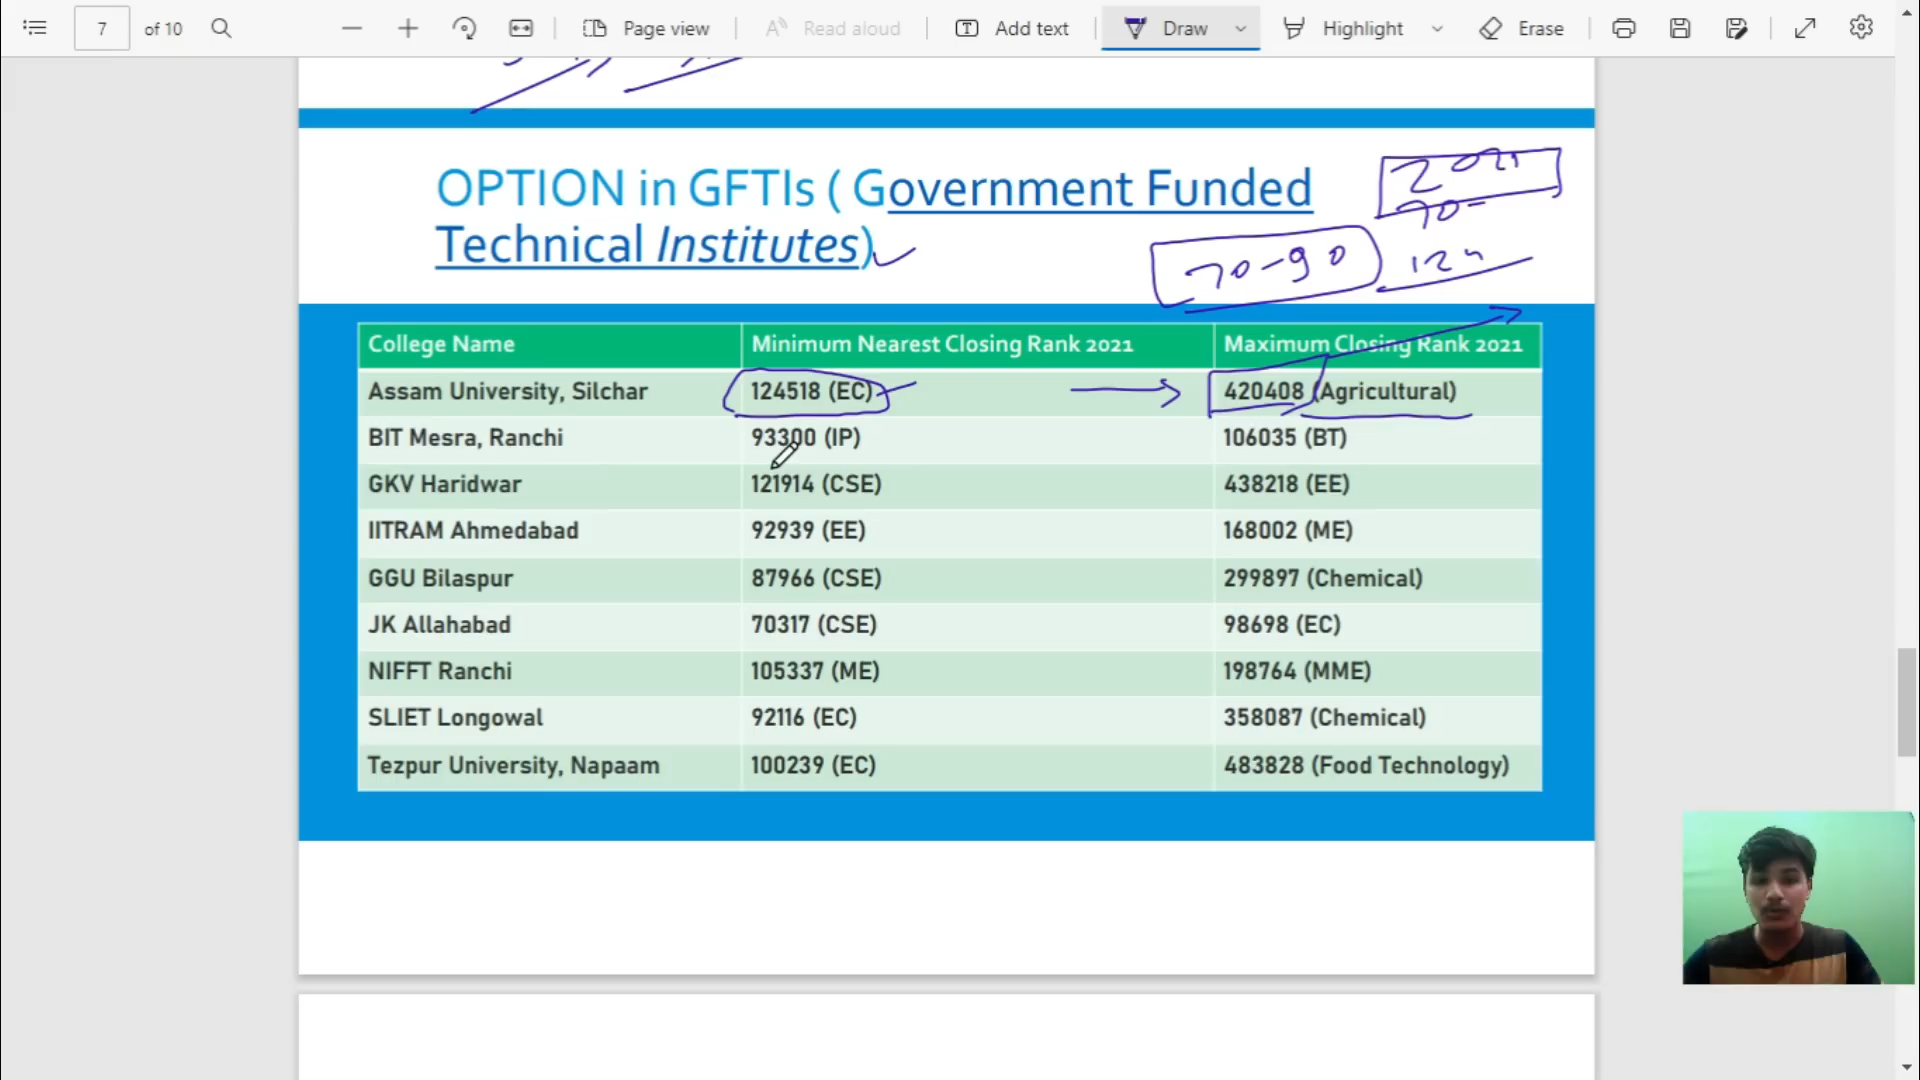 7 of 10 Page view Read aloud Add text Draw Highlight Erase
OPTION in GFTIs ( Government Funded
Technical Institutes)
2021
70-
70-90
124
College Name Minimum Nearest Closing Rank 2021 Maximum Closing Rank 2021
Assam University, Silchar 124518 (EC) 420408 (Agricultural)
BIT Mesra, Ranchi 93300 (IP) 106035 (BT)
GKV Haridwar 121914 (CSE) 438218 (EE)
IITRAM Ahmedabad 92939 (EE) 168002 (ME)
GGU Bilaspur 87966 (CSE) 299897 (Chemical)
JK Allahabad 70317 (CSE) 98698 (EC)
NIFFT Ranchi 105337 (ME) 198764 (MME)
SLIET Longowal 92116 (EC) 358087 (Chemical)
Tezpur University, Napaam 100239 (EC) 483828 (Food Technology)